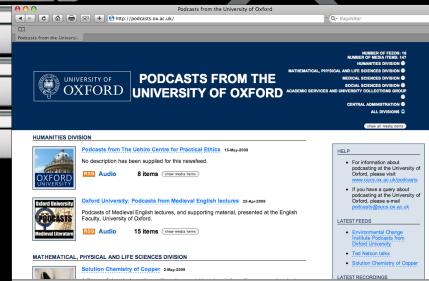 Podcasts from the University of Oxford
http://podcasts.ox.ac.uk/
Q- Inquisitor
Podcasts from the Universi...
NUMBER OF FEEDS: 16
NUMBER OF MEDIA ITEMS: 147
HUMANITIES DIVISION
MATHEMATICAL, PHYSICAL AND LIFE SCIENCES DIVISION
MEDICAL SCIENCES DIVISION
SOCIAL SCIENCES DIVISION
ACADEMIC SERVICES AND UNIVERSITY COLLECTIONS GROUP
CENTRAL ADMINISTRATION
ALL DIVISIONS
show all media items
UNIVERSITY OF
OXFORD
PODCASTS FROM THE
UNIVERSITY OF OXFORD
HUMANITIES DIVISION
Podcasts from The Uehiro Centre for Practical Ethics 15-May-2009
No description has been supplied for this newsfeed.
RSS Audio 8 items show media items
OXFORD
Oxford University: Podcasts from Medieval English lectures
Podcasts of Medieval English lectures, and supporting material, presented at the English
Faculty, University of Oxford.
RSS Audio 15 items show media items
Oxford University
PODCASTS
Medieval Literature
MATHEMATICAL, PHYSICAL AND LIFE SCIENCES DIVISION
Solution Chemistry of Copper 2-May-2009
HELP
For information about
podcasting at the University of
Oxford, please visit
www.oucs.ox.ac.uk/podcasts
If you have a query about
podcasting at the University of
Oxford, please e-mail
podcasts@oucs.ox.ac.uk
LATEST FEEDS
Environmental Change
Institute Podcasts from
Oxford University
Ted Nelson talks
Solution Chemistry of Copper
LATEST RECORDINGS